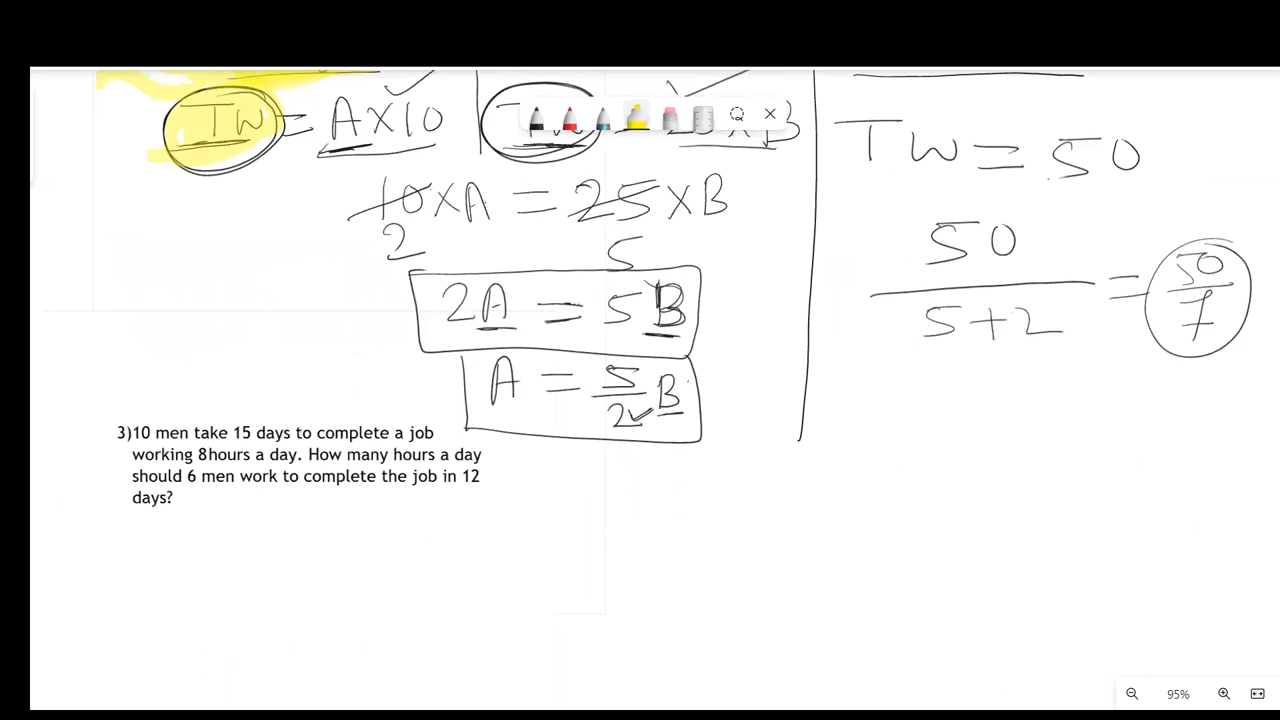 TW = A X 10
X B
10 X A = 25 X B
2 5
2A = 5B
A = 5/2 B
TW = 50
50
5+2
= 50/7
3)10 men take 15 days to complete a job
working 8hours a day. How many hours a day
should 6 men work to complete the job in 12
days?
95%